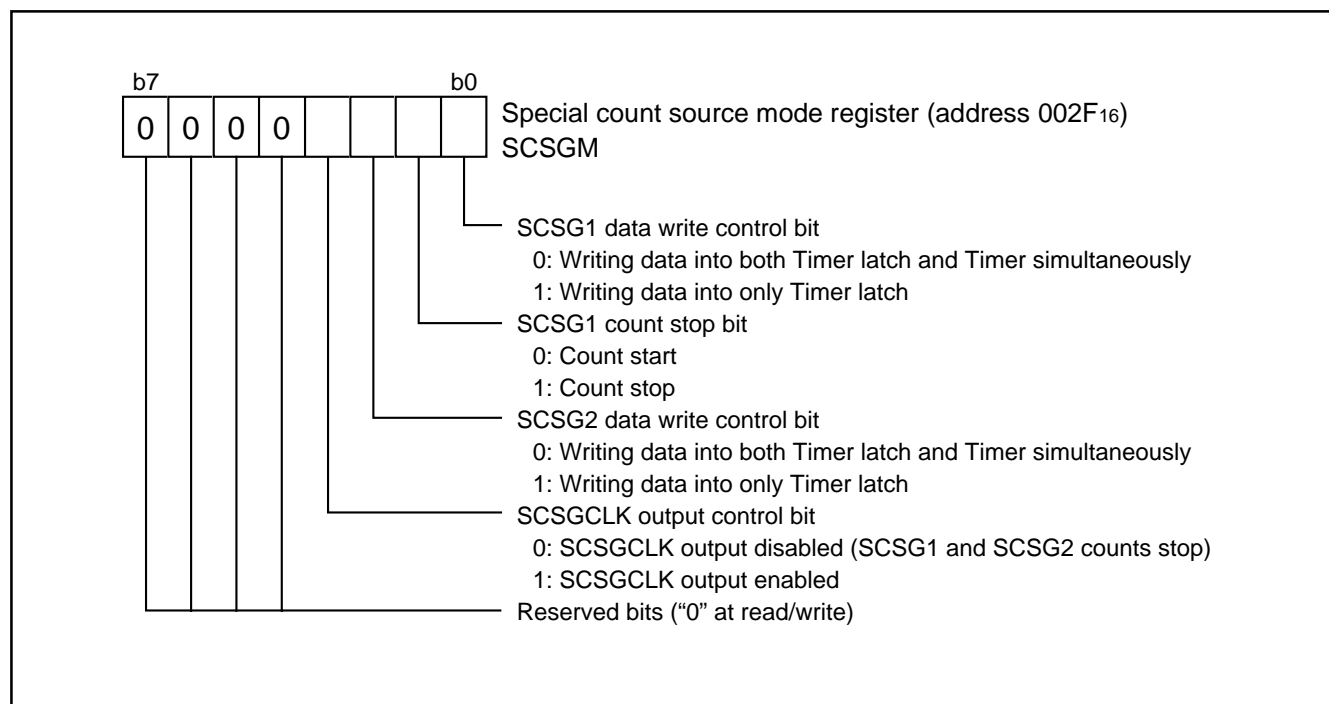 b7 b0
0 0 0 0
Special count source mode register (address 002F16)
SCSGM
SCSG1 data write control bit
0: Writing data into both Timer latch and Timer simultaneously
1: Writing data into only Timer latch
SCSG1 count stop bit
0: Count start
1: Count stop
SCSG2 data write control bit
0: Writing data into both Timer latch and Timer simultaneously
1: Writing data into only Timer latch
SCSGCLK output control bit
0: SCSGCLK output disabled (SCSG1 and SCSG2 counts stop)
1: SCSGCLK output enabled
Reserved bits (“0” at read/write)